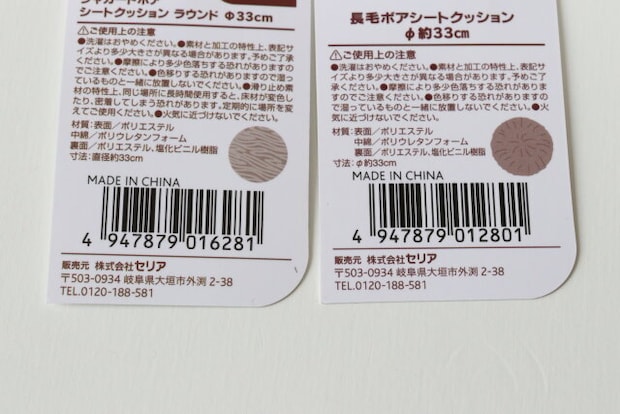 ジャガードボア
シートクッション ラウンド Φ33cm
⚠ご使用上の注意
●洗濯はおやめください。●素材と加工の特性上、表記サ
イズより多少大きさが異なる場合があります。予めご了
承ください。●摩擦により多少色落ちする恐れがあります
のでご注意ください。●色移りする恐れがありますので湿っ
ているものと一緒に放置しないでください。●滑り止め素
材の特性上、同じ場所に長時間使用すると、床材が変色し
たり、密着してしまう恐れがあります。定期的に場所を変
えてご使用ください。●火気に近づけないでください。
材質：表面／ポリエステル
中綿／ポリウレタンフォーム
裏面／ポリエステル、塩化ビニル樹脂
寸法：直径約33cm
MADE IN CHINA
4 947879 016281
販売元 株式会社セリア
〒503-0934 岐阜県大垣市外渕 2-38
TEL.0120-188-581
長毛ボアシートクッション
φ約33㎝
⚠ご使用上の注意
●洗濯はおやめください。●素材と加工の特性上、表記サ
イズより多少大きさが異なる場合があります。予めご了
承ください。●摩擦により多少色落ちする恐れがあります
のでご注意ください。●色移りする恐れがありますの
で湿っているものと一緒に放置しないでください。●火
気に近づけないでください。
材質：表面／ポリエステル
中綿／ポリウレタンフォーム
裏面／ポリエステル、塩化ビニル樹脂
寸法：φ約33cm
MADE IN CHINA
4 947879 012801
販売元 株式会社セリア
〒503-0934 岐阜県大垣市外渕 2-38
TEL.0120-188-581